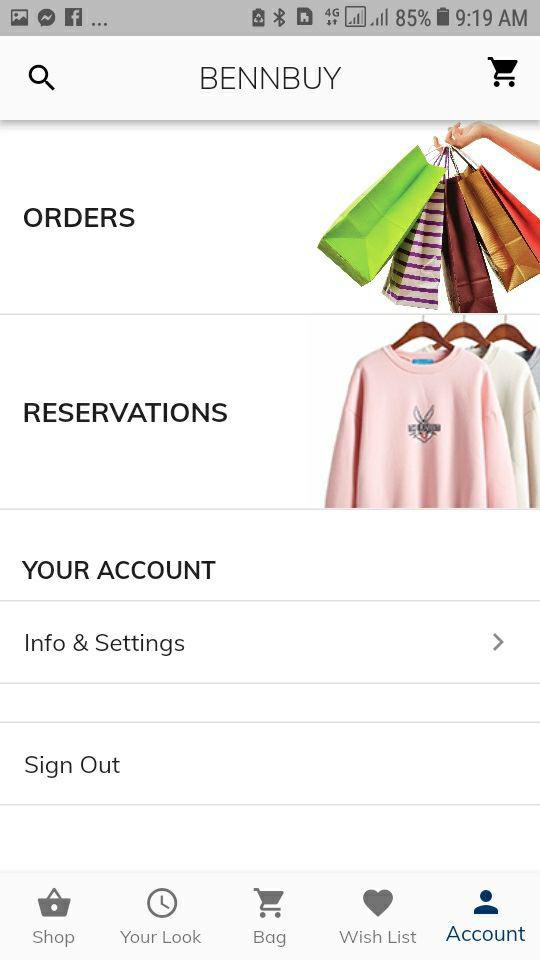 4G 85% 9:19 AM
BENNBUY
ORDERS
RESERVATIONS
YOUR ACCOUNT
Info & Settings
Sign Out
Shop
Your Look
Bag
Wish List
Account